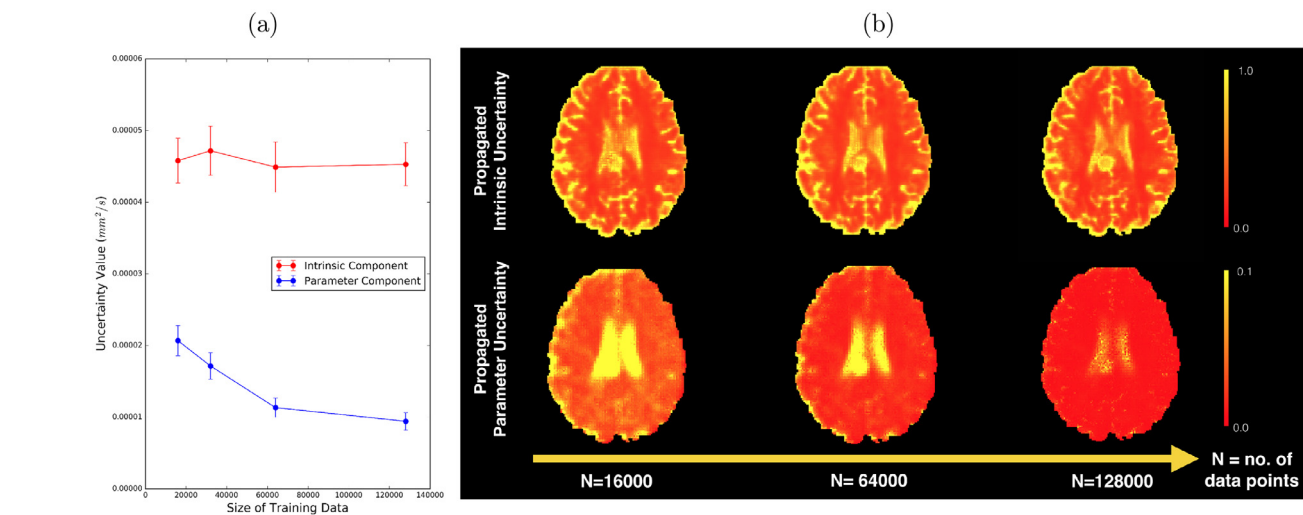 (a)
0.00006
0.00005
0.00004
0.00003
0.00002
0.00001
0.00000
Uncertainty Value (mm²/s)
Intrinsic Component
Parameter Component
0 20000 40000 60000 80000 100000 120000 140000
Size of Training Data
(b)
Propagated
Intrinsic Uncertainty
1.0
0.0
Propagated
Parameter Uncertainty
0.1
0.0
N=16000
N= 64000
N=128000
N = no. of
data points